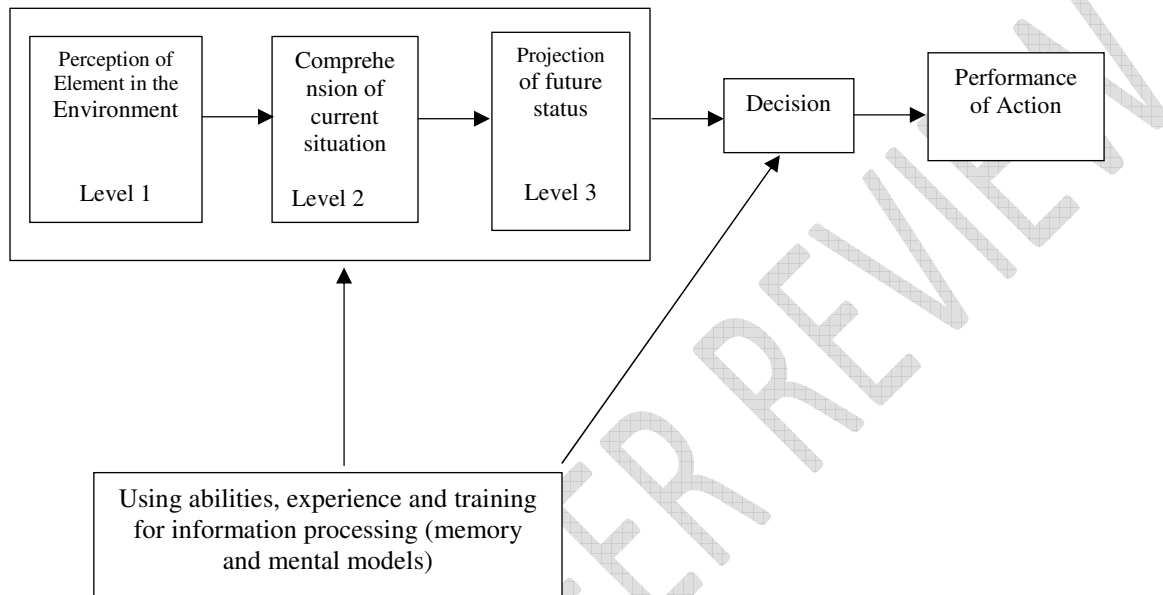 Perception of
Element in the
Environment
Level 1
Comprehe
nsion of
current
situation
Level 2
Projection
of future
status
Level 3
Decision
Performance
of Action
Using abilities, experience and training
for information processing (memory
and mental models)
ER REVIEW